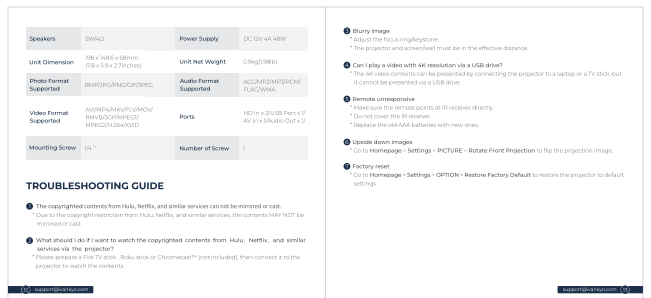 Speakers 5W/4Ω Power Supply DC 12V 4A 48W
Unit Dimension 198 x 148.6 x 68mm
(7.8 x 5.9 x 2.7inches) Unit Net Weight 0.9kg(1.98lb)
Photo Format
Supported BMP/JPG/PNG/GIF/JPEG Audio Format
Supported ACC/MP2/MP3/PCM/
FLAG/WMA
Video Format
Supported AVI/MP4/MKV/FLV/MOV/
RMVB/3GP/MPEG1/
MPEG2/H.264/XVID Ports HD In x 2/USB Port x 1/
AV In x 1/Audio Out x 1/
Mounting Screw 1/4 '' Number of Screw 1
TROUBLESHOOTING GUIDE
1 The copyrighted contents from Hulu, Netflix, and similar services can not be mirrored or cast.
* Due to the copyright restriction from Hulu, Netflix, and similar services, the contents MAY NOT be
mirrored or cast.
2 What should I do if I want to watch the copyrighted contents from Hulu, Netflix, and similar
services via the projector?
* Please prepare a Fire TV stick , Roku stick or Chromecast™ (not included), then connect it to the
projector to watch the contents.
12 support@ivankyo.com
3 Blurry image
* Adjust the focus ring/keystone.
* The projector and screen/wall must be in the effective distance.
4 Can I play a video with 4K resolution via a USB drive?
* The 4K video contents can be presented by connecting the projector to a laptop or a TV stick, but
it cannot be presented via a USB drive.
5 Remote unresponsive
* Make sure the remote points at IR receiver directly.
* Do not cover the IR receiver.
* Replace the old AAA batteries with new ones.
6 Upside down images
* Go to Homepage > Settings > PICTURE > Rotate Front Projection to flip the projection image.
7 Factory reset
* Go to Homepage > Settings > OPTION > Restore Factory Default to restore the projector to default
settings.
support@ivankyo.com 13